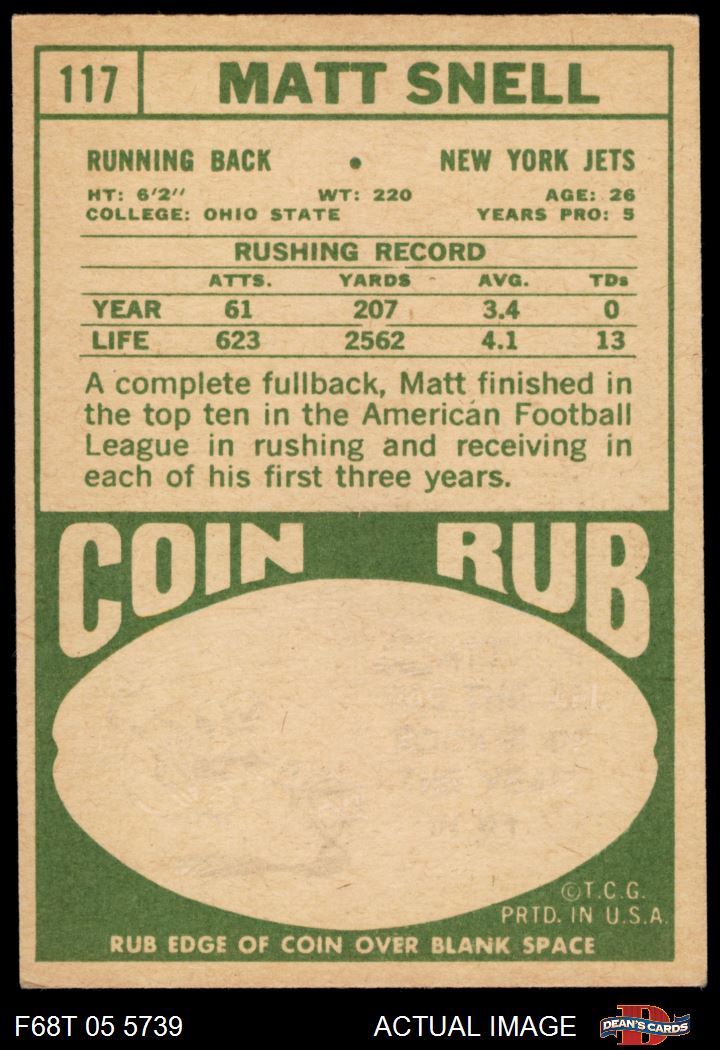 117 MATT SNELL
RUNNING BACK • NEW YORK JETS
HT: 6'2" WT: 220 AGE: 26
COLLEGE: OHIO STATE YEARS PRO: 5
RUSHING RECORD
ATTS. YARDS AVG. TDs
YEAR 61 207 3.4 0
LIFE 623 2562 4.1 13
A complete fullback, Matt finished in
the top ten in the American Football
League in rushing and receiving in
each of his first three years.
COIN RUB
©T.C.G.
PRTD. IN U.S.A.
RUB EDGE OF COIN OVER BLANK SPACE
F68T 05 5739 ACTUAL IMAGE DEAN'S CARDS